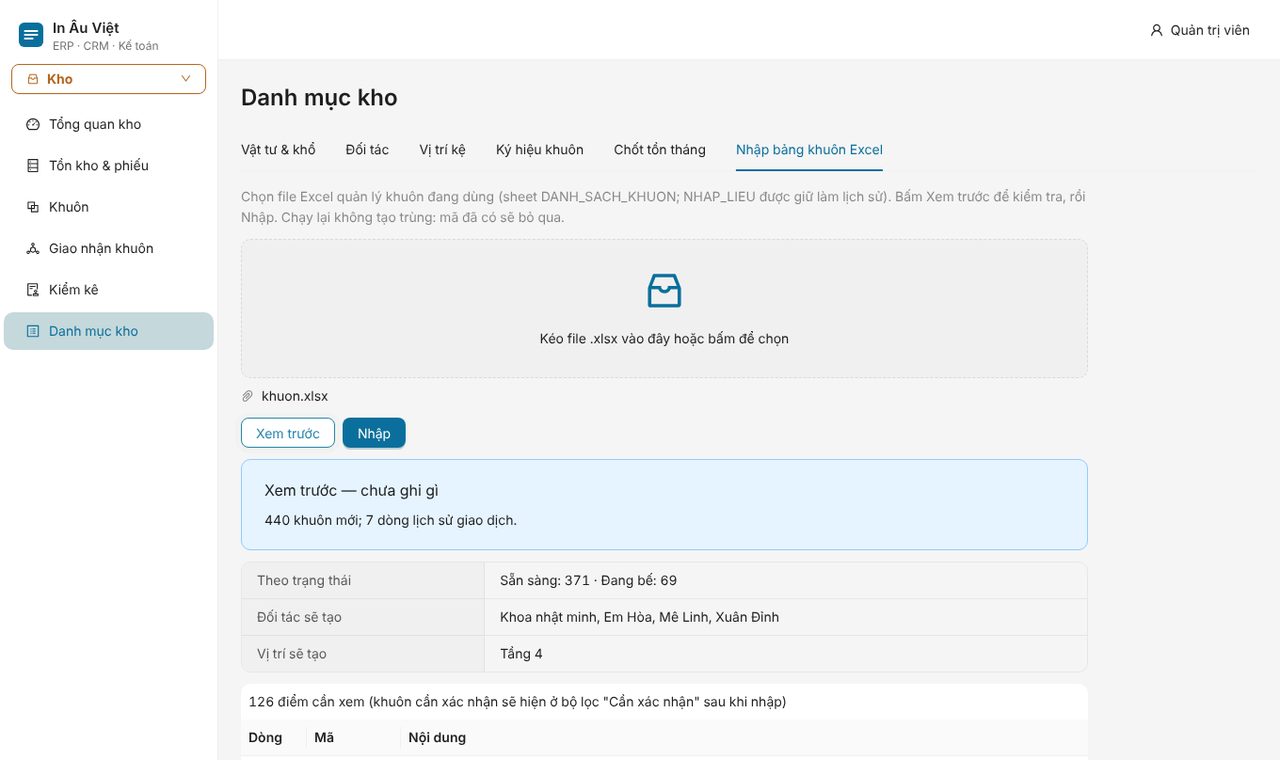 In Âu Việt
ERP · CRM · Kế toán
Kho
Tổng quan kho
Tồn kho & phiếu
Khuôn
Giao nhận khuôn
Kiểm kê
Danh mục kho
Quản trị viên
Danh mục kho
Vật tư & khổ
Đối tác
Vị trí kệ
Ký hiệu khuôn
Chốt tồn tháng
Nhập bảng khuôn Excel
Chọn file Excel quản lý khuôn đang dùng (sheet DANH_SACH_KHUON; NHAP_LIEU được giữ làm lịch sử). Bấm Xem trước để kiểm tra, rồi
Nhập. Chạy lại không tạo trùng: mã đã có sẽ bỏ qua.
Kéo file .xlsx vào đây hoặc bấm để chọn
khuon.xlsx
Xem trước
Nhập
Xem trước — chưa ghi gì
440 khuôn mới; 7 dòng lịch sử giao dịch.
Theo trạng thái
Sẵn sàng: 371 · Đang bế: 69
Đối tác sẽ tạo
Khoa nhật minh, Em Hòa, Mê Linh, Xuân Đỉnh
Vị trí sẽ tạo
Tầng 4
126 điểm cần xem (khuôn cần xác nhận sẽ hiện ở bộ lọc "Cần xác nhận" sau khi nhập)
Dòng
Mã
Nội dung